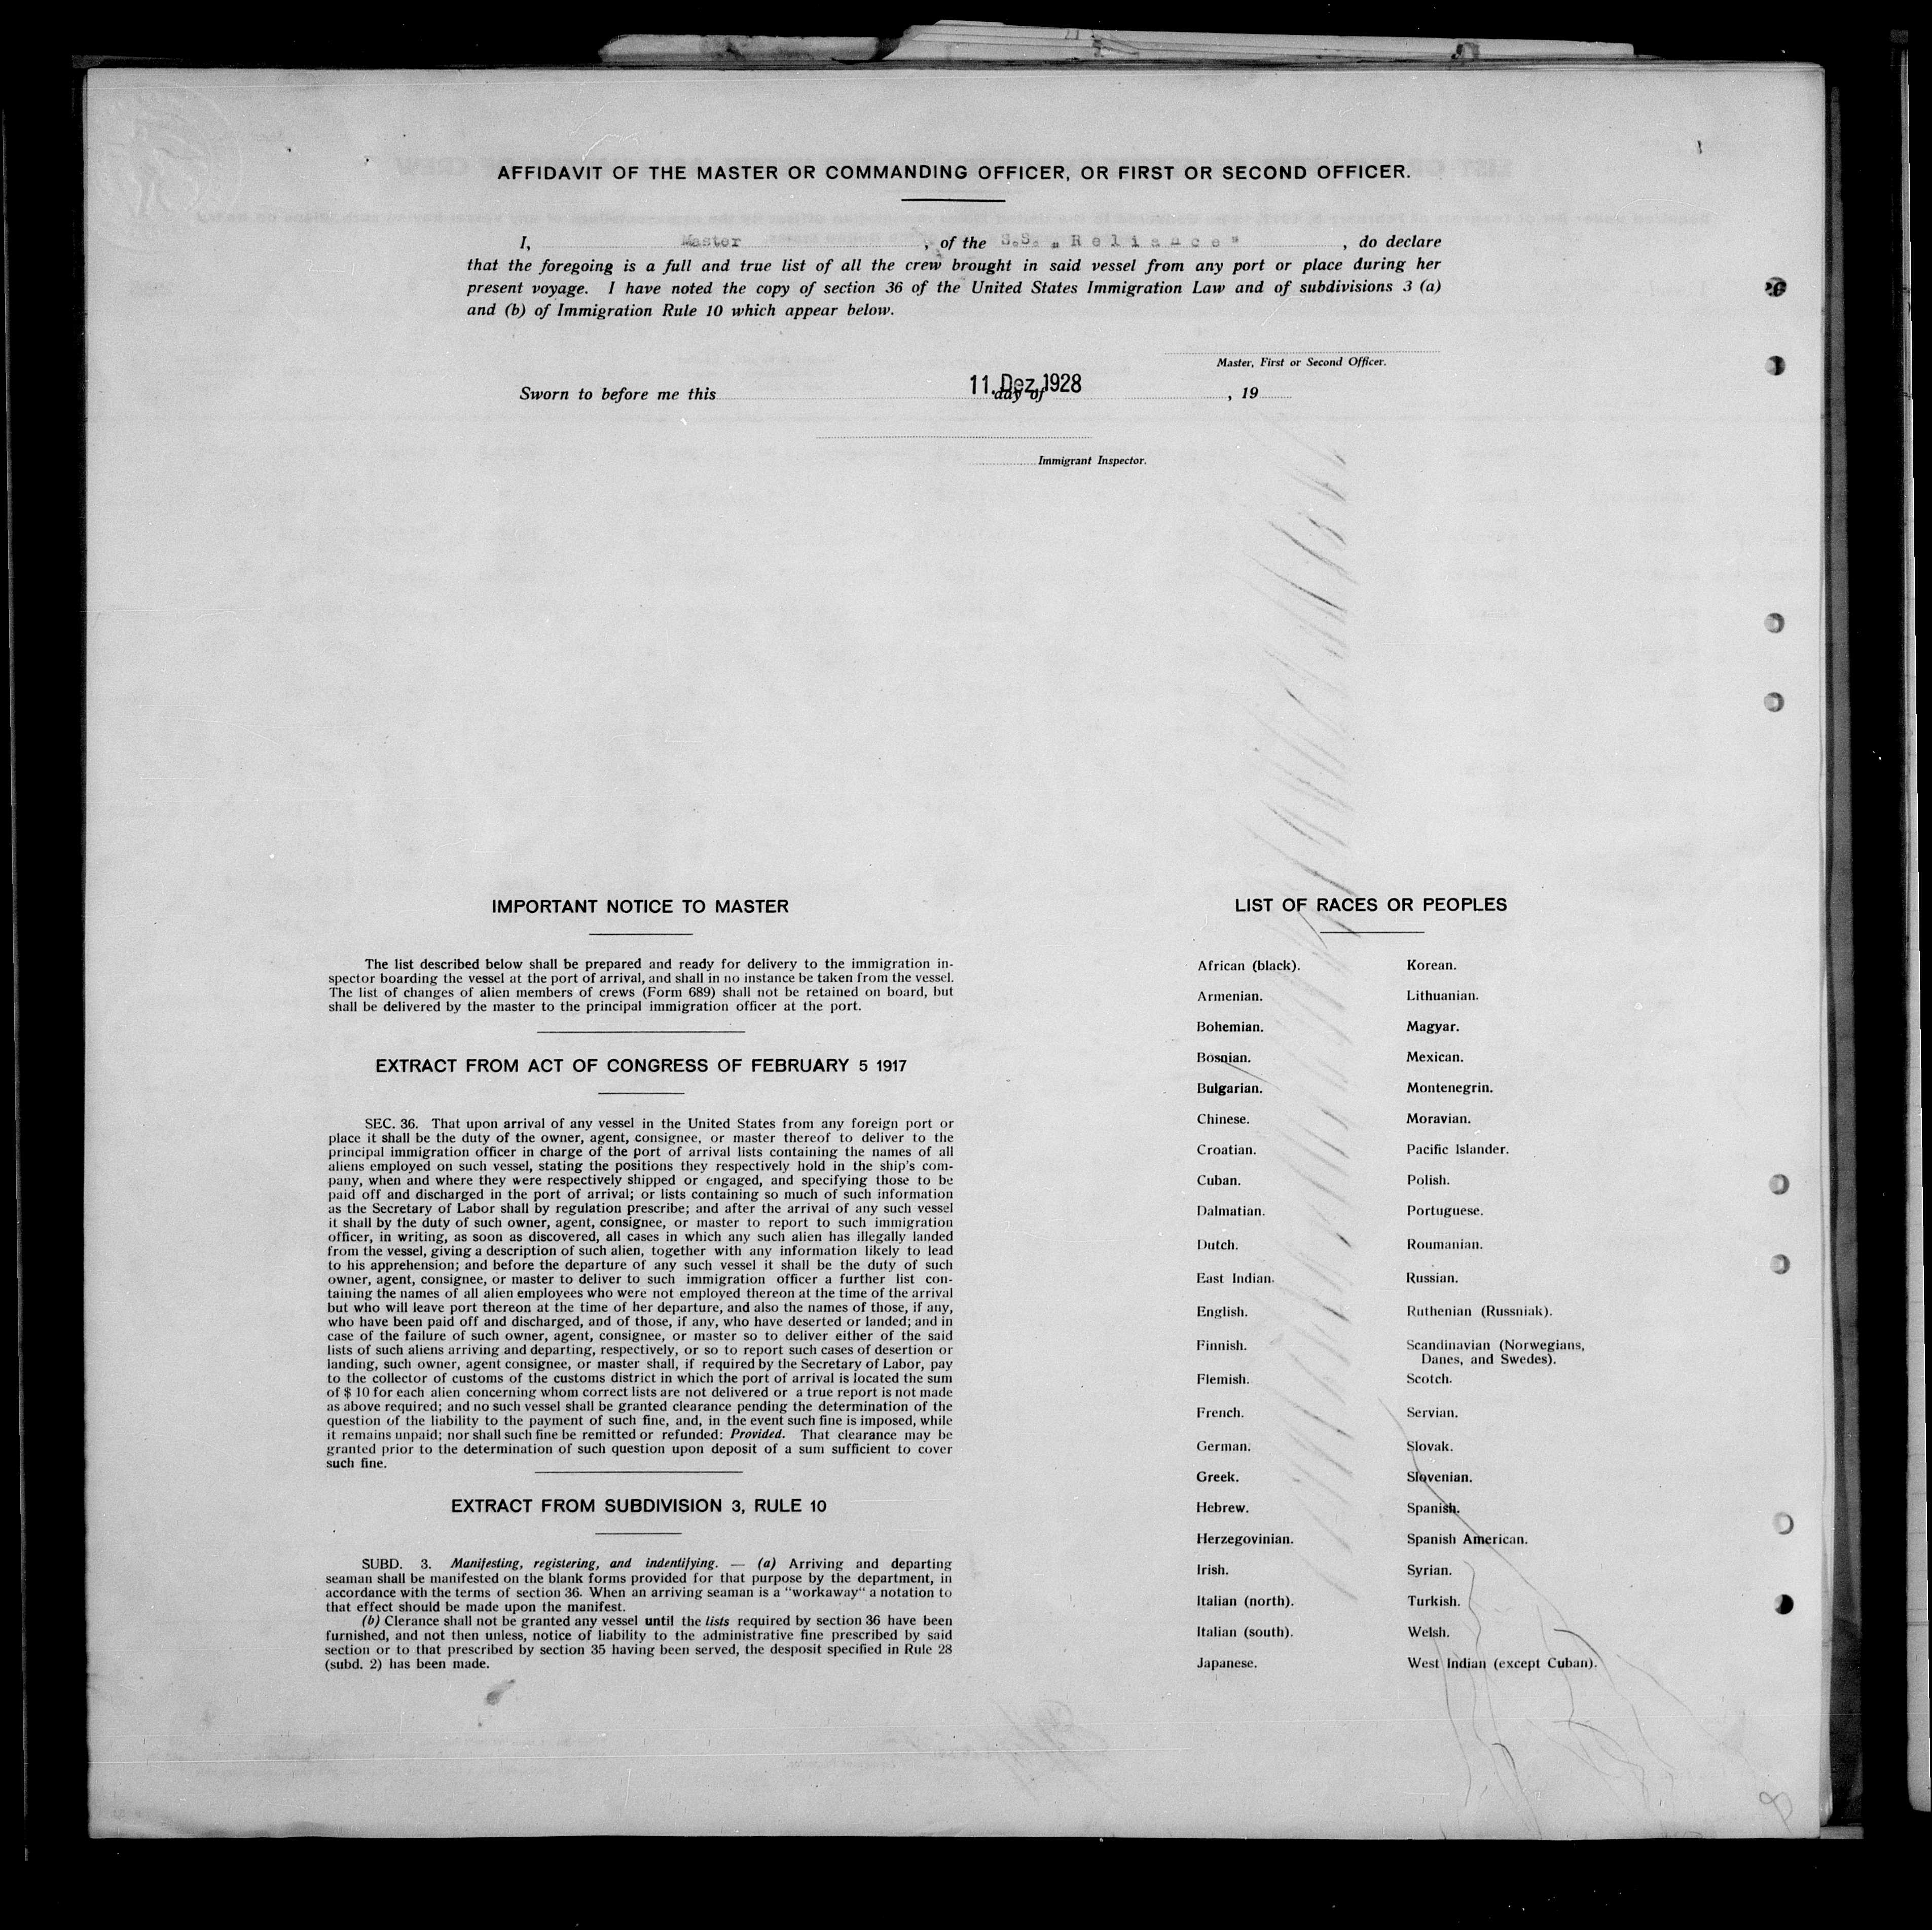 AFFIDAVIT OF THE MASTER OR COMMANDING OFFICER, OR FIRST OR SECOND OFFICER.
I, Master , of the S.S. „ R e l i a n c e " , do declare
that the foregoing is a full and true list of all the crew brought in said vessel from any port or place during her
present voyage. I have noted the copy of section 36 of the United States Immigration Law and of subdivisions 3 (a)
and (b) of Immigration Rule 10 which appear below.
Master, First or Second Officer.
Sworn to before me this 11. Dez. 1928 day of , 19
Immigrant Inspector.
IMPORTANT NOTICE TO MASTER
The list described below shall be prepared and ready for delivery to the immigration in-
spector boarding the vessel at the port of arrival, and shall in no instance be taken from the vessel.
The list of changes of alien members of crews (Form 689) shall not be retained on board, but
shall be delivered by the master to the principal immigration officer at the port.
EXTRACT FROM ACT OF CONGRESS OF FEBRUARY 5 1917
SEC. 36. That upon arrival of any vessel in the United States from any foreign port or
place it shall be the duty of the owner, agent, consignee, or master thereof to deliver to the
principal immigration officer in charge of the port of arrival lists containing the names of all
aliens employed on such vessel, stating the positions they respectively hold in the ship's com-
pany, when and where they were respectively shipped or engaged, and specifying those to be
paid off and discharged in the port of arrival; or lists containing so much of such information
as the Secretary of Labor shall by regulation prescribe; and after the arrival of any such vessel
it shall by the duty of such owner, agent, consignee, or master to report to such immigration
officer, in writing, as soon as discovered, all cases in which any such alien has illegally landed
from the vessel, giving a description of such alien, together with any information likely to lead
to his apprehension; and before the departure of any such vessel it shall be the duty of such
owner, agent, consignee, or master to deliver to such immigration officer a further list con-
taining the names of all alien employees who were not employed thereon at the time of the arrival
but who will leave port thereon at the time of her departure, and also the names of those, if any,
who have been paid off and discharged, and of those, if any, who have deserted or landed; and in
case of the failure of such owner, agent, consignee, or master so to deliver either of the said
lists of such aliens arriving and departing, respectively, or so to report such cases of desertion or
landing, such owner, agent consignee, or master shall, if required by the Secretary of Labor, pay
to the collector of customs of the customs district in which the port of arrival is located the sum
of $ 10 for each alien concerning whom correct lists are not delivered or a true report is not made
as above required; and no such vessel shall be granted clearance pending the determination of the
question of the liability to the payment of such fine, and, in the event such fine is imposed, while
it remains unpaid; nor shall such fine be remitted or refunded: Provided. That clearance may be
granted prior to the determination of such question upon deposit of a sum sufficient to cover
such fine.
EXTRACT FROM SUBDIVISION 3, RULE 10
SUBD. 3. Manifesting, registering, and indentifying. — (a) Arriving and departing
seaman shall be manifested on the blank forms provided for that purpose by the department, in
accordance with the terms of section 36. When an arriving seaman is a "workaway" a notation to
that effect should be made upon the manifest.
(b) Clerance shall not be granted any vessel until the lists required by section 36 have been
furnished, and not then unless, notice of liability to the administrative fine prescribed by said
section or to that prescribed by section 35 having been served, the desposit specified in Rule 28
(subd. 2) has been made.
LIST OF RACES OR PEOPLES
African (black).
Armenian.
Bohemian.
Bosnian.
Bulgarian.
Chinese.
Croatian.
Cuban.
Dalmatian.
Dutch.
East Indian.
English.
Finnish.
Flemish.
French.
German.
Greek.
Hebrew.
Herzegovinian.
Irish.
Italian (north).
Italian (south).
Japanese.
Korean.
Lithuanian.
Magyar.
Mexican.
Montenegrin.
Moravian.
Pacific Islander.
Polish.
Portuguese.
Roumanian.
Russian.
Ruthenian (Russniak).
Scandinavian (Norwegians,
Danes, and Swedes).
Scotch.
Servian.
Slovak.
Slovenian.
Spanish.
Spanish American.
Syrian.
Turkish.
Welsh.
West Indian (except Cuban).